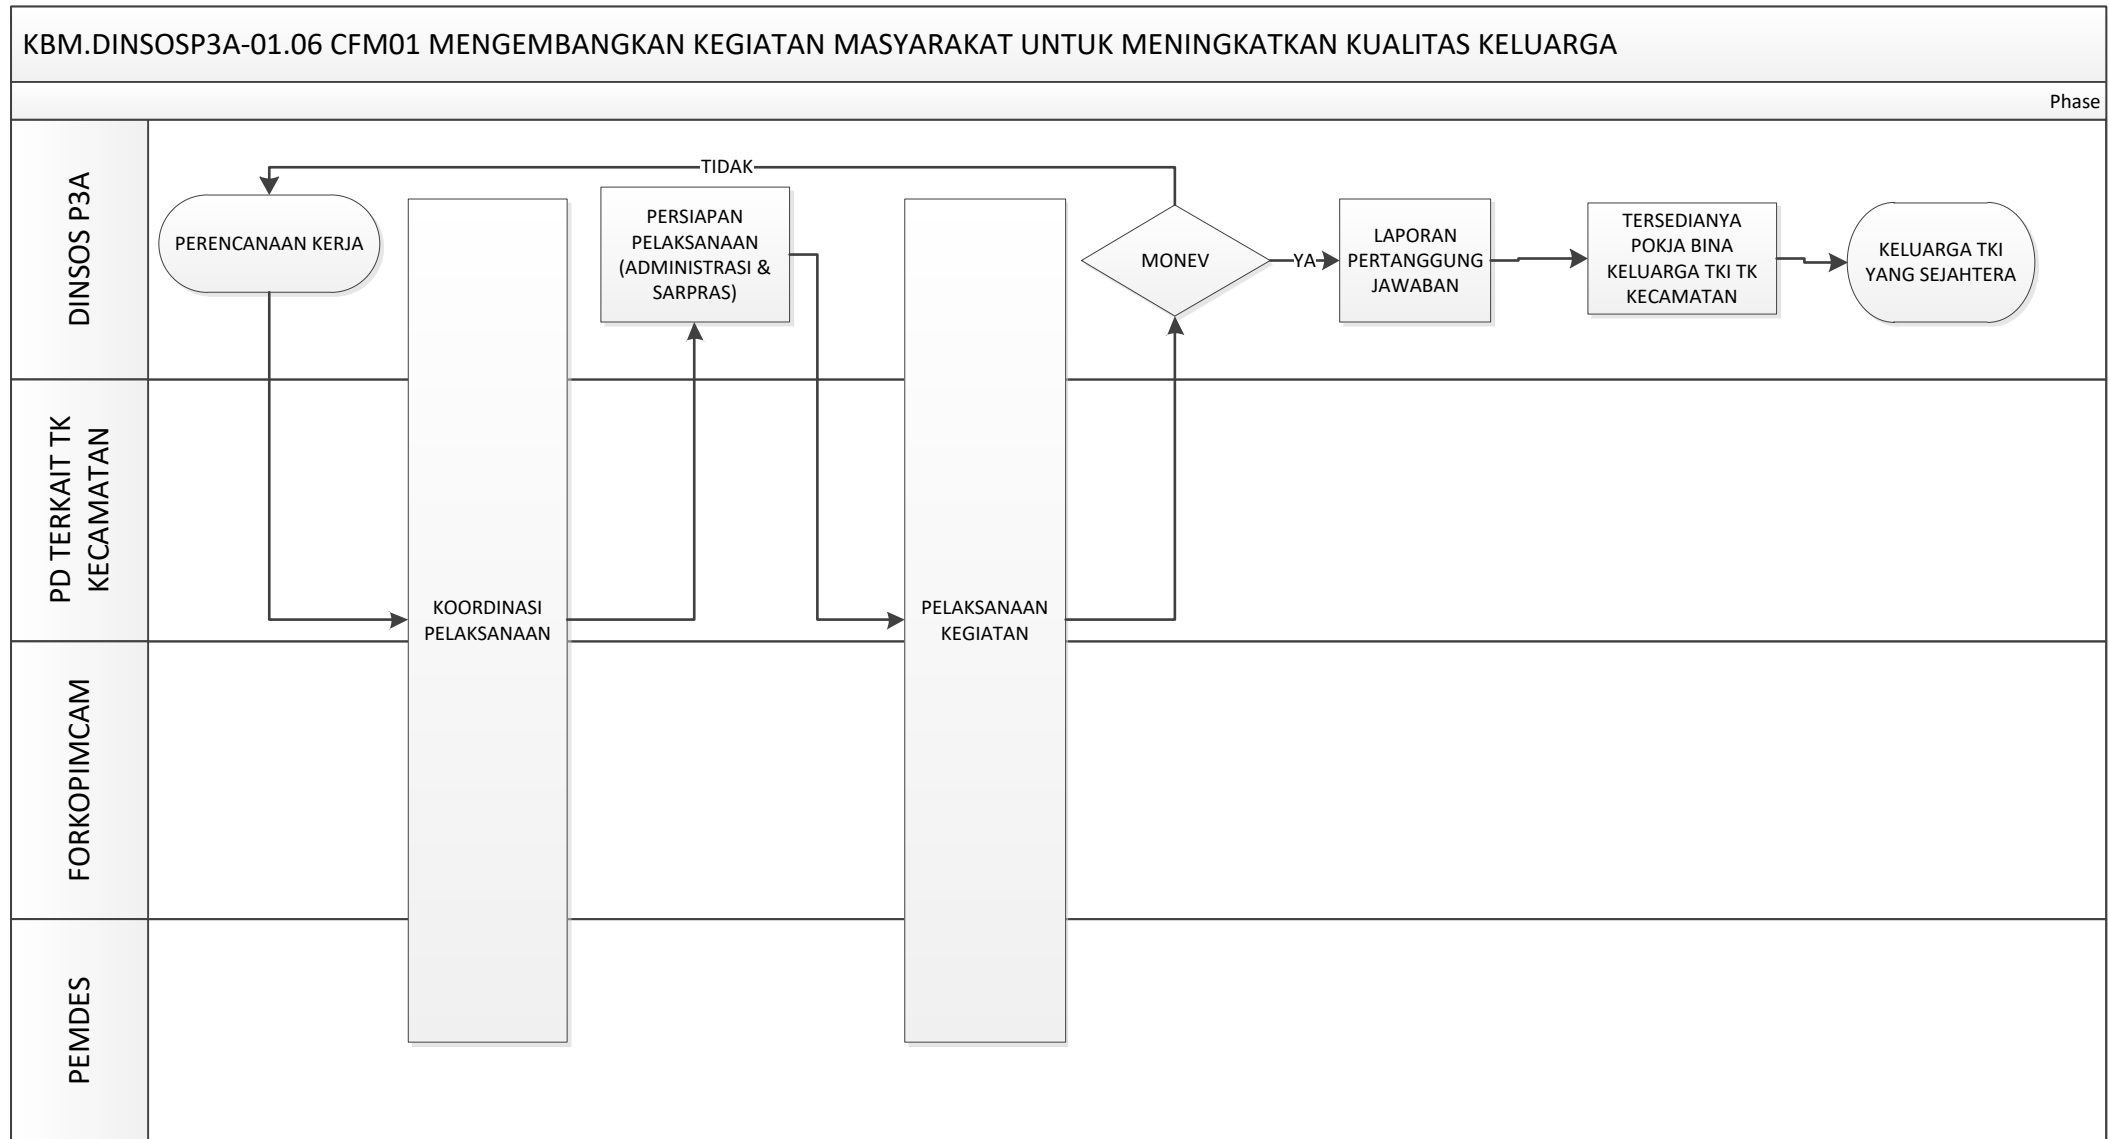 KBM.DINSOSP3A-01.06 CFM01 MENGEMBANGKAN KEGIATAN MASYARAKAT UNTUK MENINGKATKAN KUALITAS KELUARGA
Phase
DINSOS P3A
TIDAK
PERENCANAAN KERJA
PERSIAPAN
PELAKSANAAN
(ADMINISTRASI &
SARPRAS)
MONEV
YA
LAPORAN
PERTANGGUNG
JAWABAN
TERSEDIANYA
POKJA BINA
KELUARGA TKI TK
KECAMATAN
KELUARGA TKI
YANG SEJAHTERA
PD TERKAIT TK
KECAMATAN
KOORDINASI
PELAKSANAAN
PELAKSANAAN
KEGIATAN
FORKOPIMCAM
PEMDES